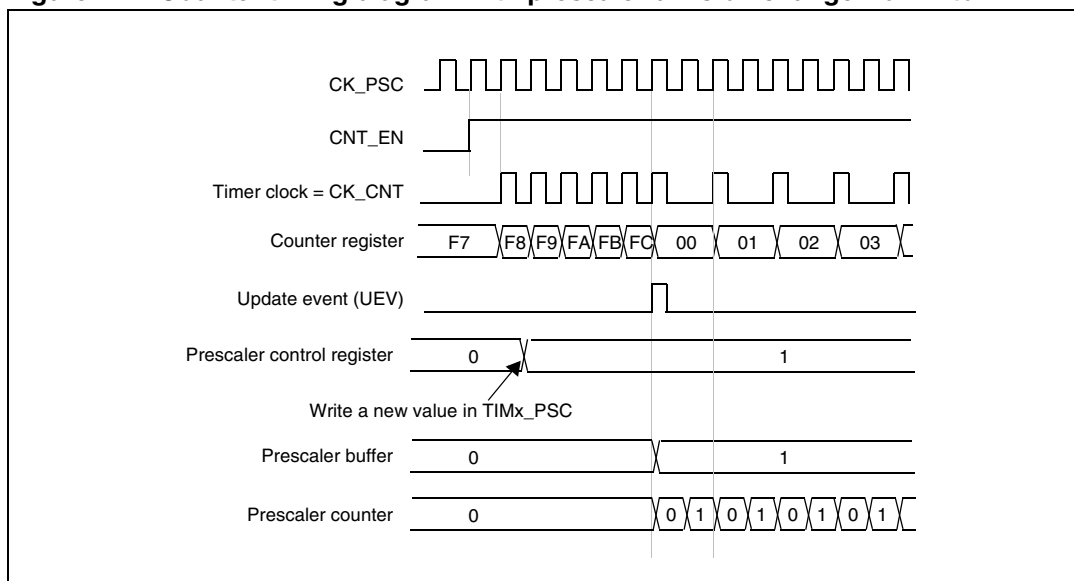 CK_PSC
CNT_EN
Timer clock = CK_CNT
Counter register F7 F8 F9 FA FB FC 00 01 02 03
Update event (UEV)
Prescaler control register 0 1
Write a new value in TIMx_PSC
Prescaler buffer 0 1
Prescaler counter 0 0 1 0 1 0 1 0 1